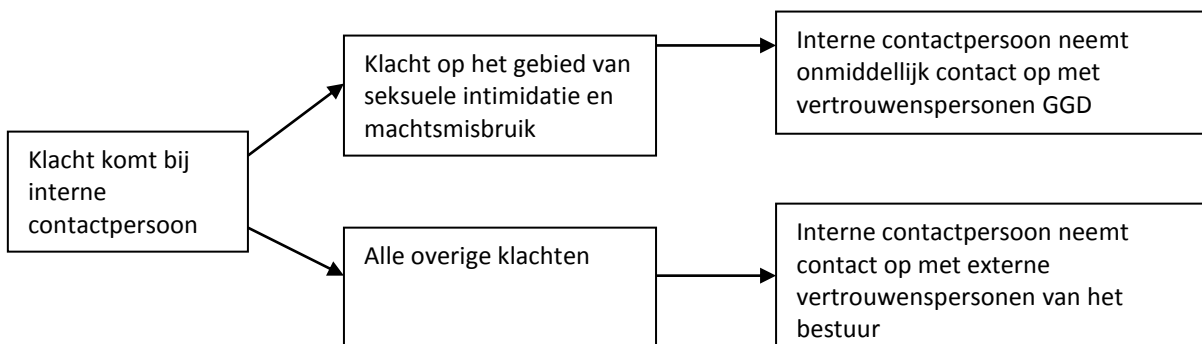 Klacht komt bij
interne
contactpersoon
Klacht op het gebied van
seksuele intimidatie en
machtsmisbruik
Interne contactpersoon neemt
onmiddellijk contact op met
vertrouwenspersonen GGD
Alle overige klachten
Interne contactpersoon neemt
contact op met externe
vertrouwenspersonen van het
bestuur